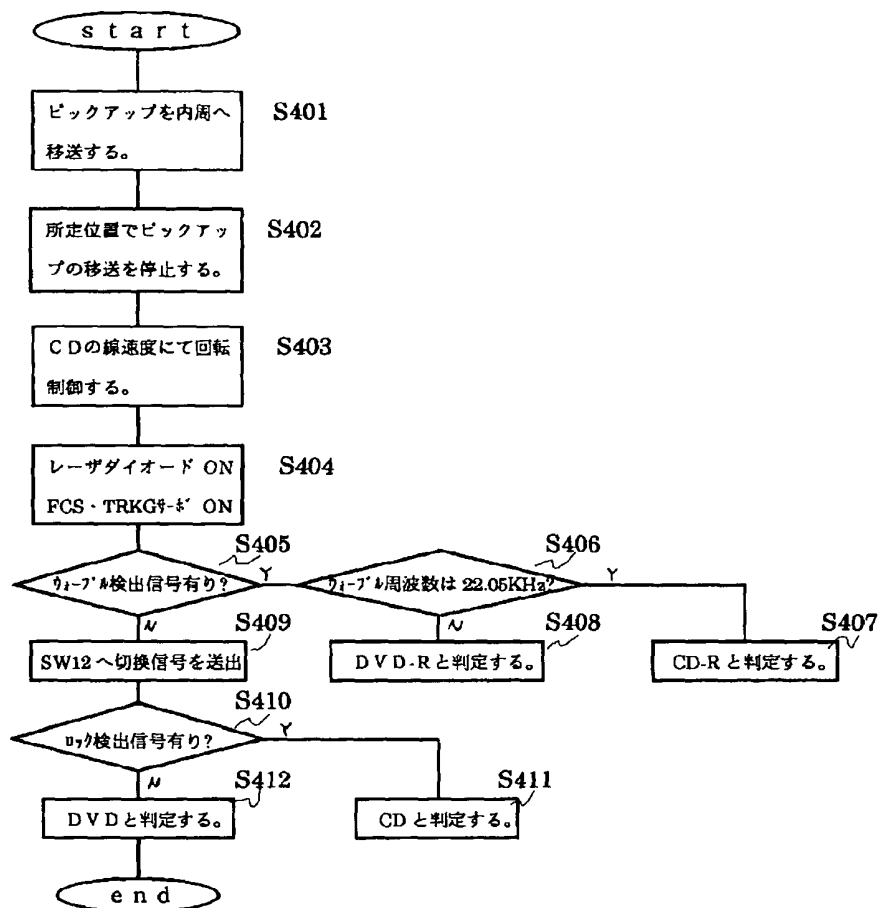 start
ピックアップを内周へ
移送する。
S401
所定位置でピックアッ
プの移送を停止する。
S402
CDの線速度にて回転
制御する。
S403
レーザダイオード ON
FCS・TRKGサーボ ON
S404
S405
ウォーブル検出信号有り?
Y
S406
ウォーブル周波数は 22.05KHz?
Y
N
N
S409
SW12へ切換信号を送出
S408
DVD-Rと判定する。
S407
CD-Rと判定する。
S410
ロック検出信号有り?
Y
N
S412
DVDと判定する。
S411
CDと判定する。
end